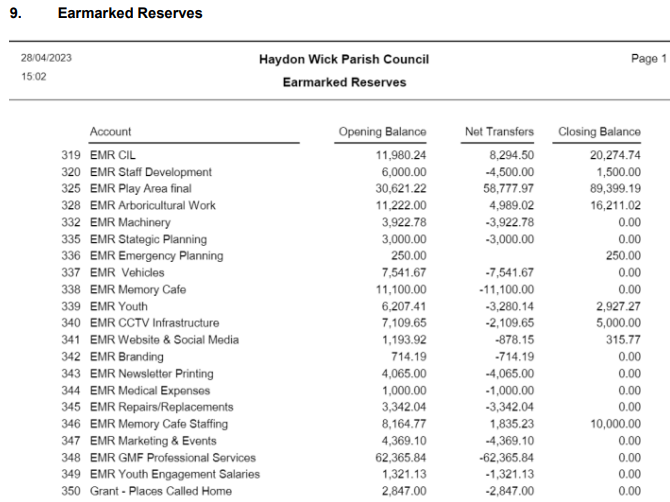 9. Earmarked Reserves
28/04/2023 Haydon Wick Parish Council Page 1
15:02 Earmarked Reserves
Account Opening Balance Net Transfers Closing Balance
319 EMR CIL 11,980.24 8,294.50 20,274.74
320 EMR Staff Development 6,000.00 -4,500.00 1,500.00
325 EMR Play Area final 30,621.22 58,777.97 89,399.19
328 EMR Arboricultural Work 11,222.00 4,989.02 16,211.02
332 EMR Machinery 3,922.78 -3,922.78 0.00
335 EMR Stategic Planning 3,000.00 -3,000.00 0.00
336 EMR Emergency Planning 250.00 250.00
337 EMR Vehicles 7,541.67 -7,541.67 0.00
338 EMR Memory Cafe 11,100.00 -11,100.00 0.00
339 EMR Youth 6,207.41 -3,280.14 2,927.27
340 EMR CCTV Infrastructure 7,109.65 -2,109.65 5,000.00
341 EMR Website & Social Media 1,193.92 -878.15 315.77
342 EMR Branding 714.19 -714.19 0.00
343 EMR Newsletter Printing 4,065.00 -4,065.00 0.00
344 EMR Medical Expenses 1,000.00 -1,000.00 0.00
345 EMR Repairs/Replacements 3,342.04 -3,342.04 0.00
346 EMR Memory Cafe Staffing 8,164.77 1,835.23 10,000.00
347 EMR Marketing & Events 4,369.10 -4,369.10 0.00
348 EMR GMF Professional Services 62,365.84 -62,365.84 0.00
349 EMR Youth Engagement Salaries 1,321.13 -1,321.13 0.00
350 Grant - Places Called Home 2,847.00 -2,847.00 0.00